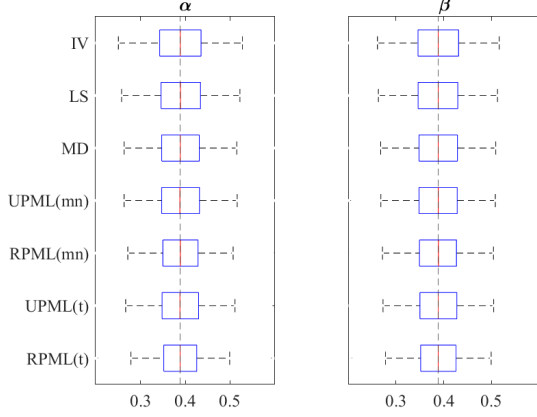 α
β
IV
LS
MD
UPML(mn)
RPML(mn)
UPML(t)
RPML(t)
0.3 0.4 0.5
0.3 0.4 0.5